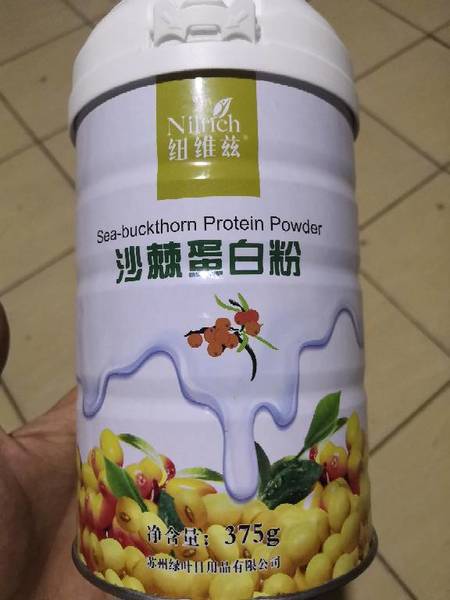 Nilrich®
纽维兹
Sea-buckthorn Protein Powder
沙棘蛋白粉
净含量：375g
苏州绿叶日用品有限公司